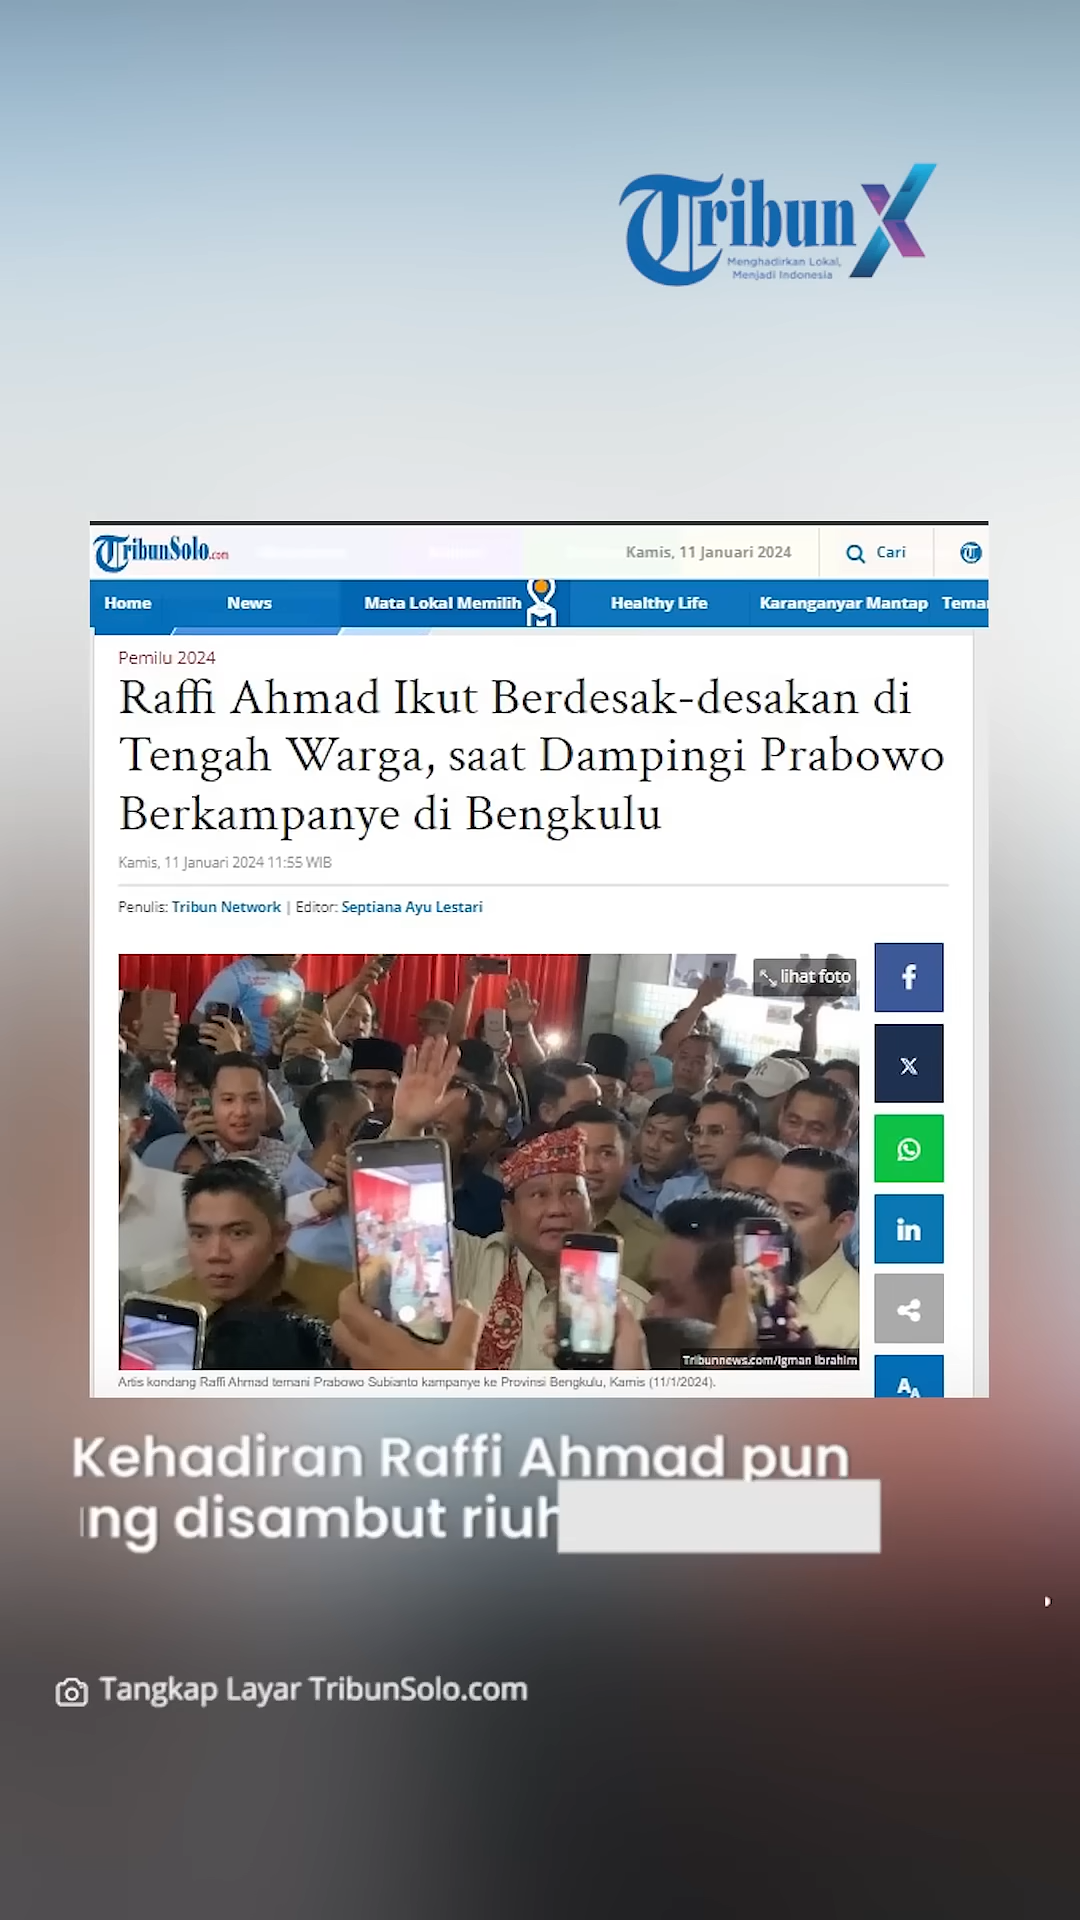 TribunX
Menghadirkan Lokal,
Menjadi Indonesia
TribunSolo.com
Kamis, 11 Januari 2024
Cari
Home News Mata Lokal Memilih Healthy Life Karanganyar Mantap Tema
Pemilu 2024
Raffi Ahmad Ikut Berdesak-desakan di
Tengah Warga, saat Dampingi Prabowo
Berkampanye di Bengkulu
Kamis, 11 Januari 2024 11:55 WIB
Penulis: Tribun Network | Editor: Septiana Ayu Lestari
lihat foto
Tribunnews.com/Igman Ibrahim
Artis kondang Raffi Ahmad temani Prabowo Subianto kampanye ke Provinsi Bengkulu, Kamis (11/1/2024).
Kehadiran Raffi Ahmad pun
ng disambut riuh
Tangkap Layar TribunSolo.com